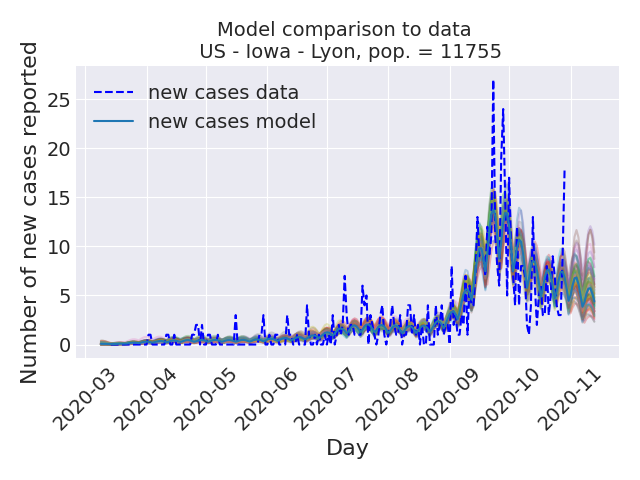 Model comparison to data
US - Iowa - Lyon, pop. = 11755
Number of new cases reported
new cases data
new cases model
25
20
15
10
5
0
2020-03
2020-04
2020-05
2020-06
2020-07
2020-08
2020-09
2020-10
2020-11
Day